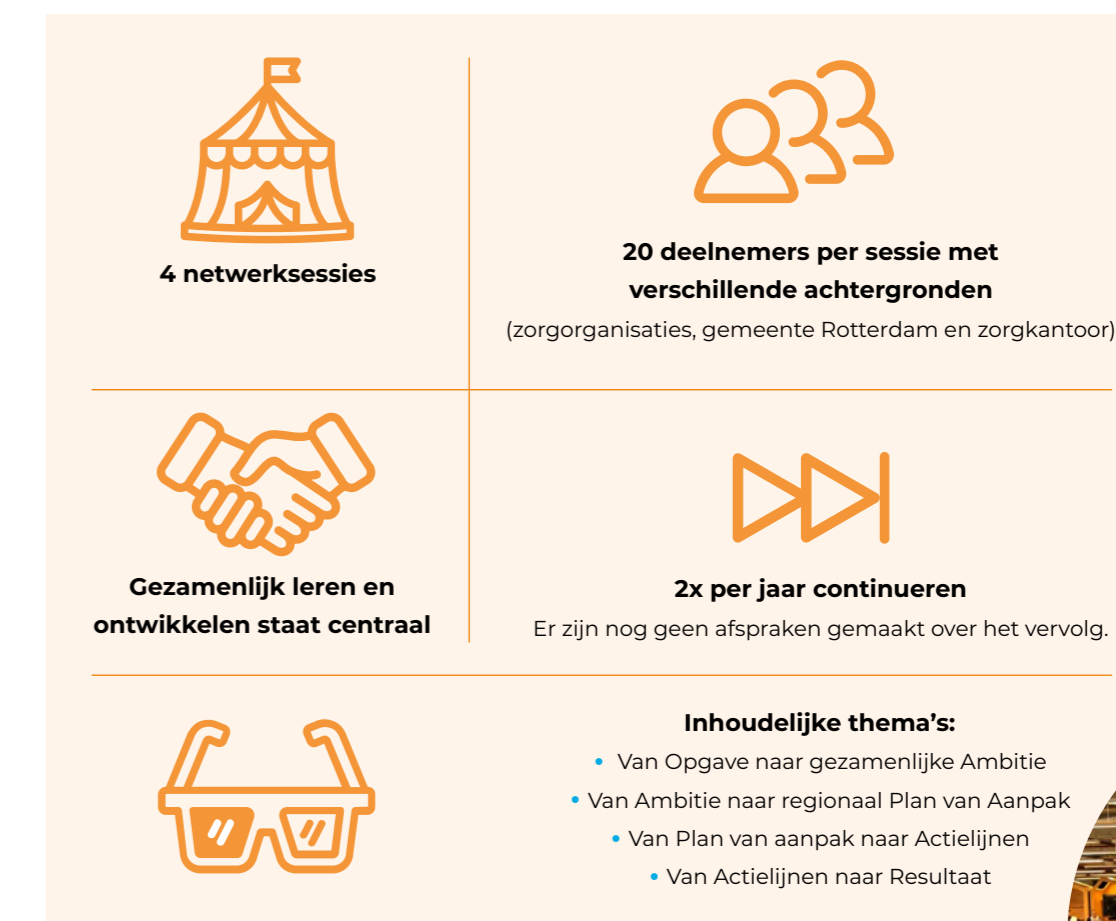 4 netwerksessies
20 deelnemers per sessie met
verschillende achtergronden
(zorgorganisaties, gemeente Rotterdam en zorgkantoor)
Gezamenlijk leren en
ontwikkelen staat centraal
2x per jaar continueren
Er zijn nog geen afspraken gemaakt over het vervolg.
Inhoudelijke thema’s:
• Van Opgave naar gezamenlijke Ambitie
• Van Ambitie naar regionaal Plan van Aanpak
• Van Plan van aanpak naar Actielijnen
• Van Actielijnen naar Resultaat